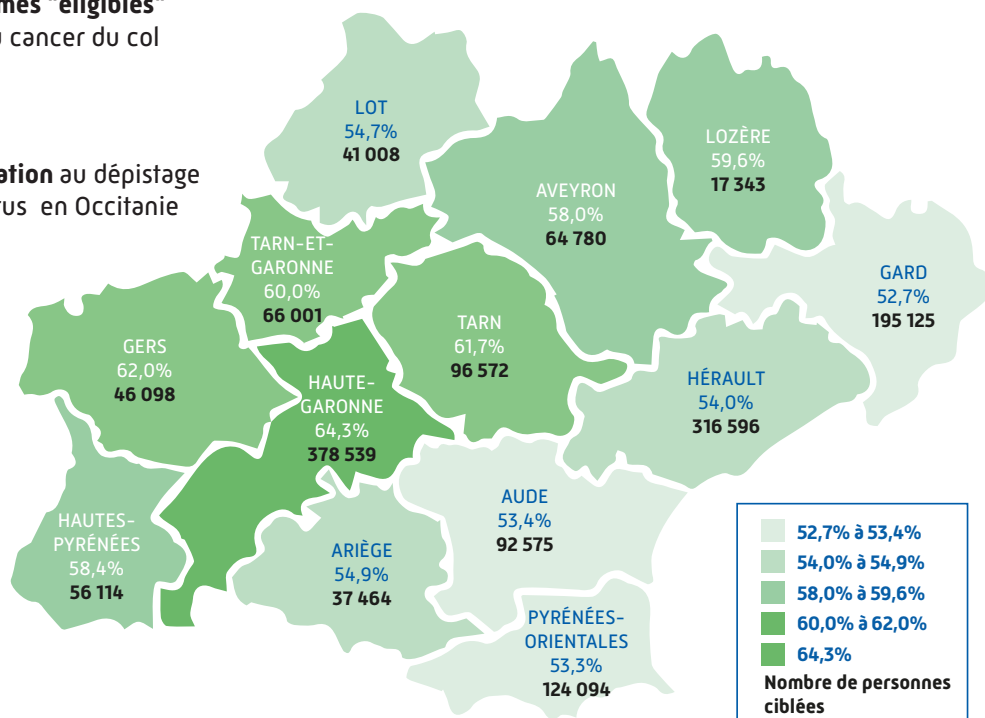 "éligibles"
cancer du col
au dépistage
en Occitanie
LOT
54,7%
41 008
LOZÈRE
59,6%
17 343
AVEYRON
58,0%
64 780
TARN-ET-
GARONNE
60,0%
66 001
GARD
52,7%
195 125
GERS
62,0%
46 098
TARN
61,7%
96 572
HAUTE-
GARONNE
64,3%
378 539
HÉRAULT
54,0%
316 596
HAUTES-
PYRÉNÉES
58,4%
56 114
ARIÈGE
54,9%
37 464
AUDE
53,4%
92 575
PYRÉNÉES-
ORIENTALES
53,3%
124 094
52,7% à 53,4%
54,0% à 54,9%
58,0% à 59,6%
60,0% à 62,0%
64,3%
Nombre de personnes
ciblées